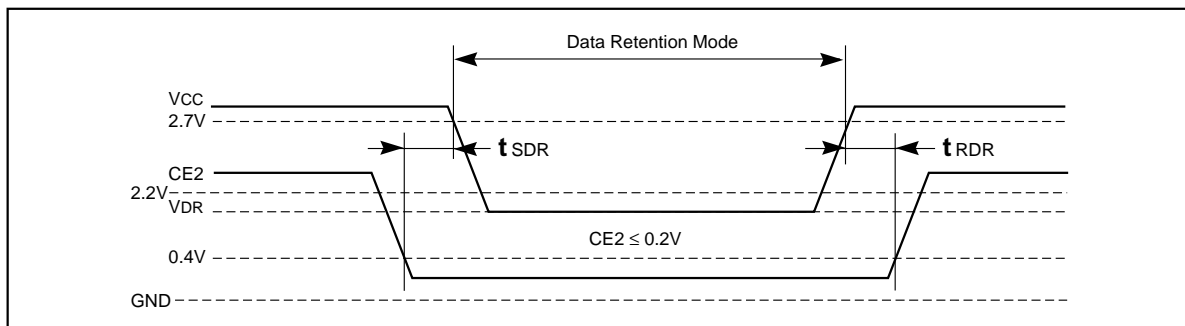 Data Retention Mode
VCC
2.7V
tSDR
tRDR
CE2
2.2V
VDR
CE2 ≤ 0.2V
0.4V
GND